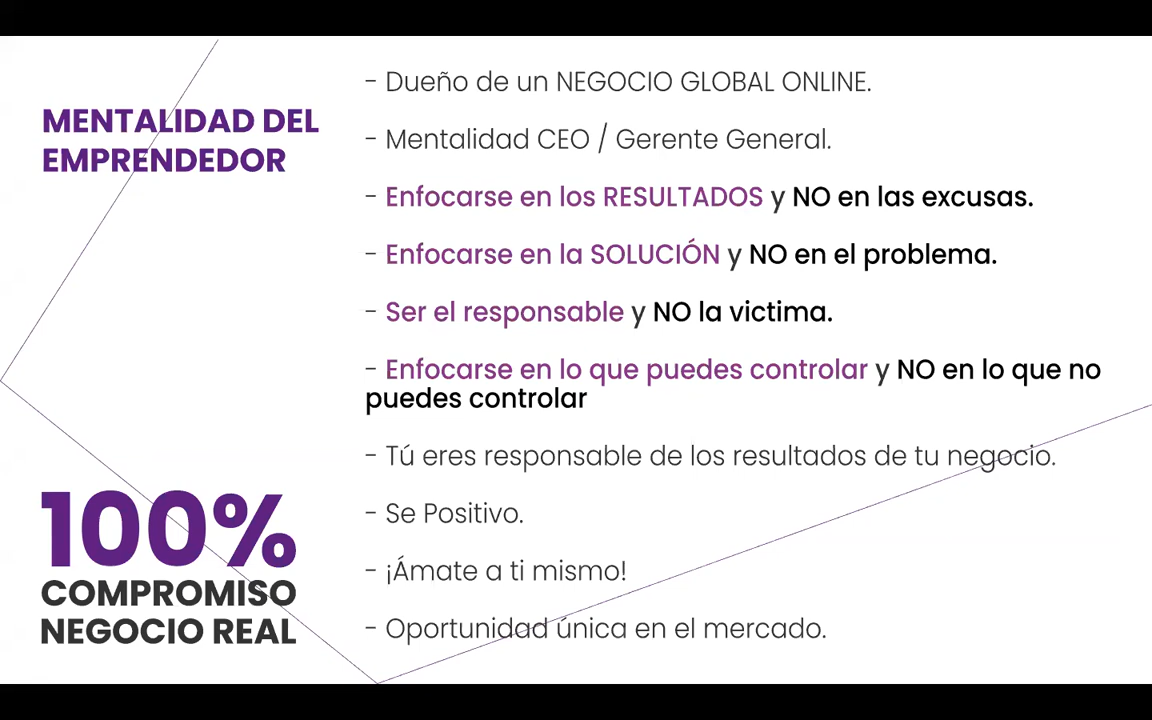 MENTALIDAD DEL
EMPRENDEDOR
- Dueño de un NEGOCIO GLOBAL ONLINE.
- Mentalidad CEO / Gerente General.
- Enfocarse en los RESULTADOS y NO en las excusas.
- Enfocarse en la SOLUCIÓN y NO en el problema.
- Ser el responsable y NO la victima.
- Enfocarse en lo que puedes controlar y NO en lo que no
puedes controlar
- Tú eres responsable de los resultados de tu negocio.
- Se Positivo.
- ¡Ámate a ti mismo!
- Oportunidad única en el mercado.
100%
COMPROMISO
NEGOCIO REAL